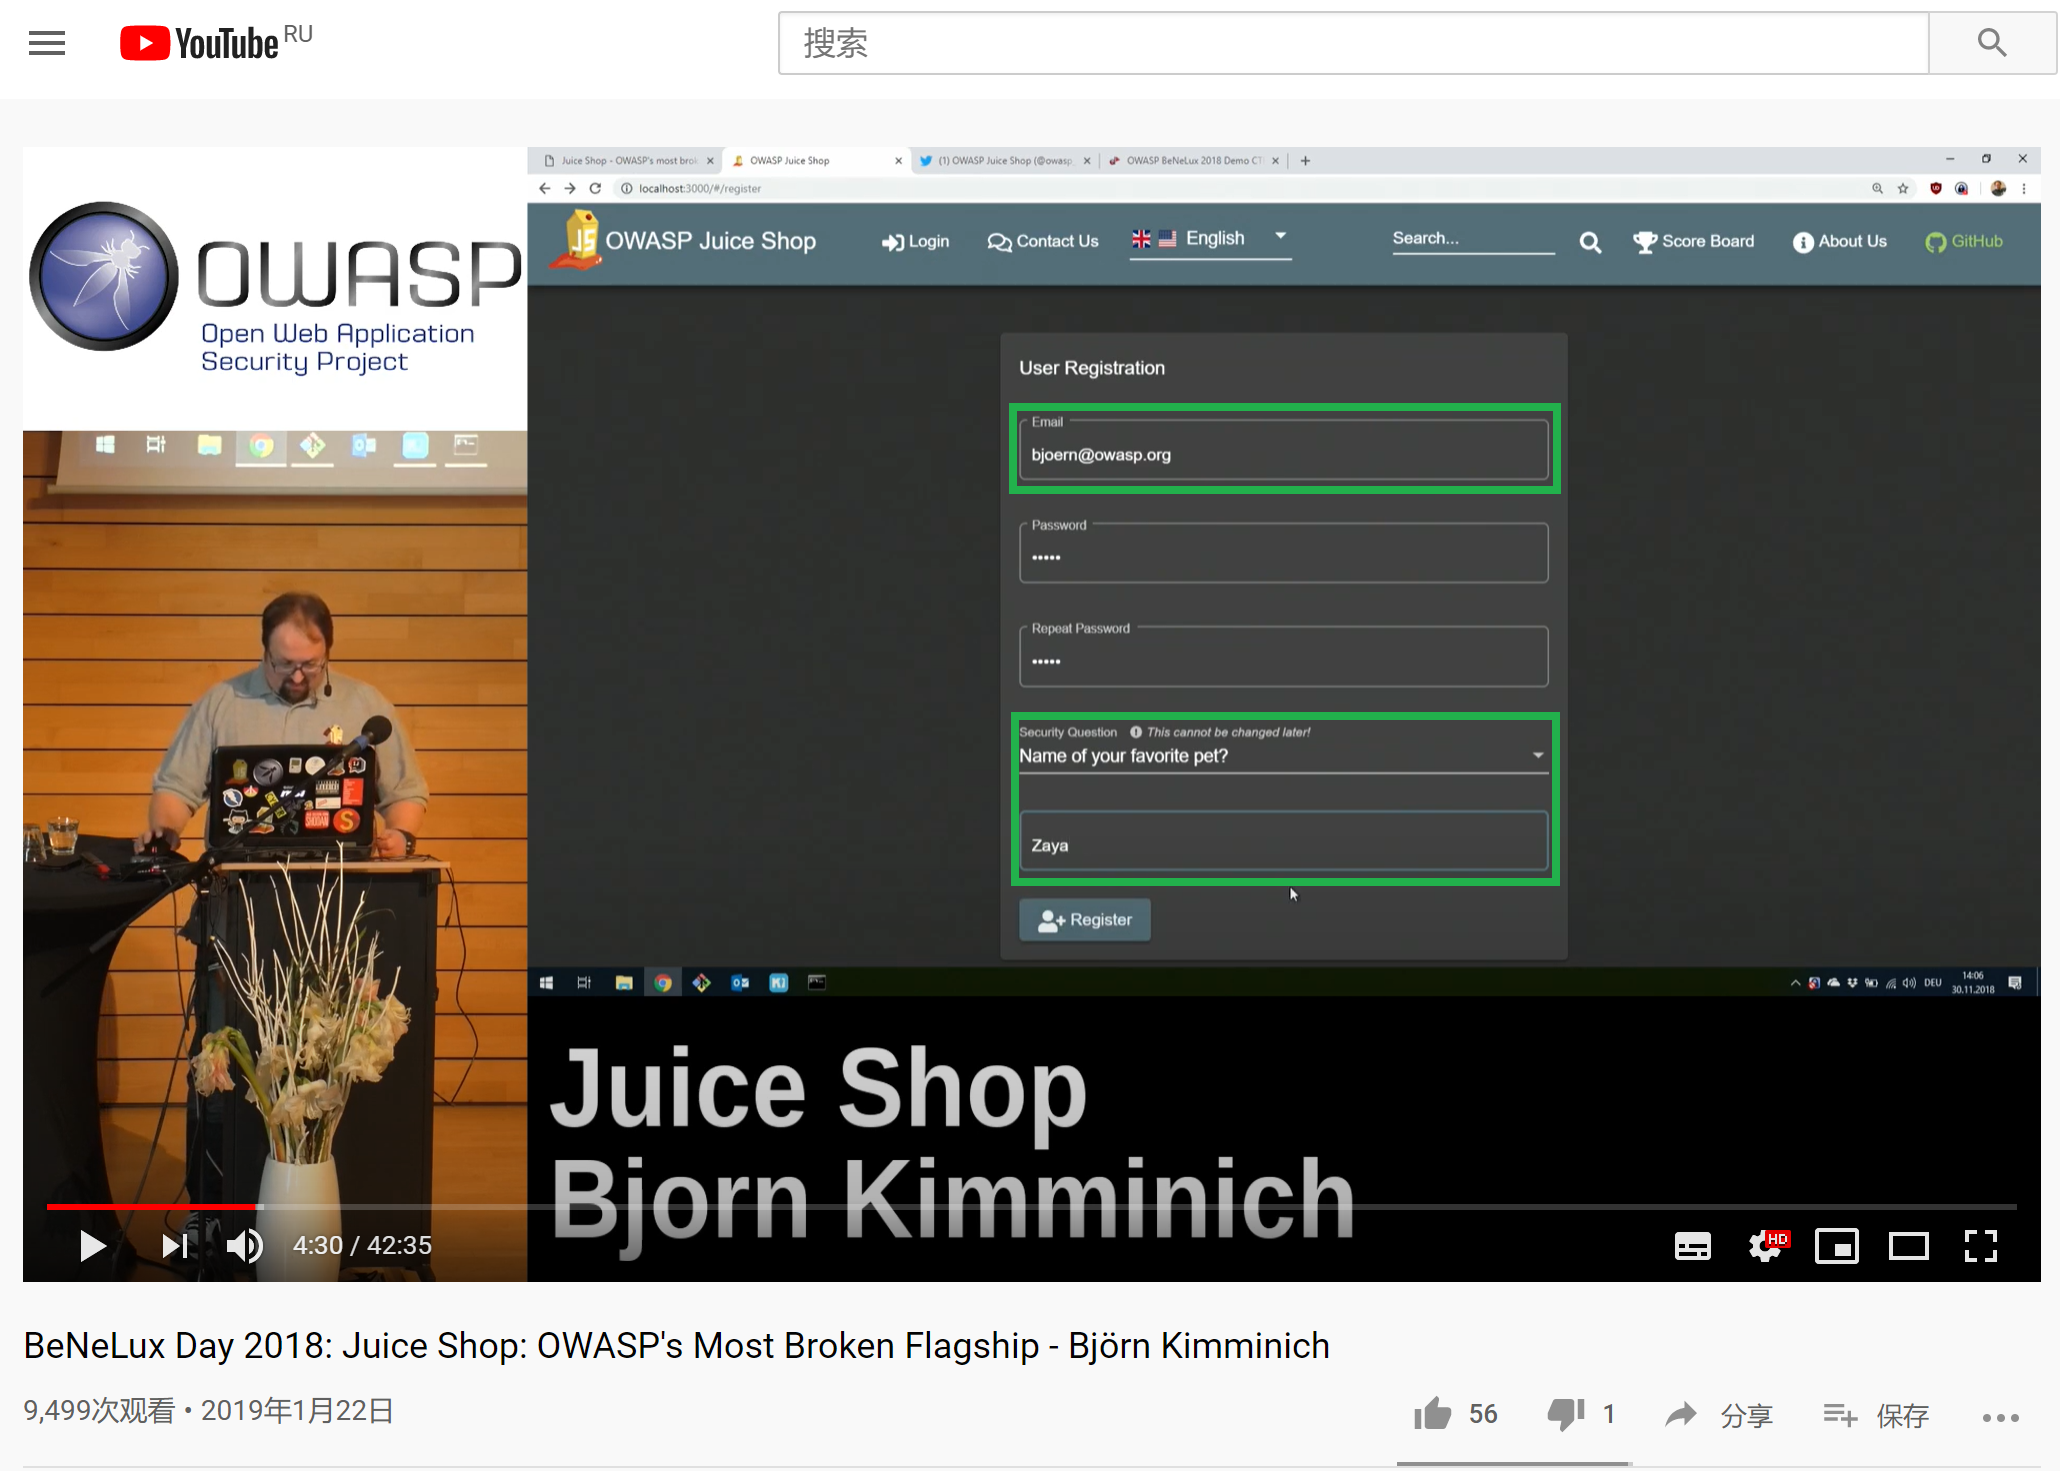 YouTube RU
搜索
Juice Shop - OWASP's most brok
OWASP Juice Shop
(1) OWASP Juice Shop (@owasp_
OWASP BeNeLux 2018 Demo CT
localhost:3000/#/register
OWASP
Open Web Application
Security Project
OWASP Juice Shop
Login
Contact Us
English
Search...
Score Board
About Us
GitHub
User Registration
Email
bjoern@owasp.org
Password
•••••
Repeat Password
•••••
Security Question This cannot be changed later!
Name of your favorite pet?
Zaya
Register
DEU
14:06
30.11.2018
Juice Shop
Bjorn Kimminich
4:30 / 42:35
HD
BeNeLux Day 2018: Juice Shop: OWASP's Most Broken Flagship - Björn Kimminich
9,499次观看 • 2019年1月22日
56
1
分享
保存